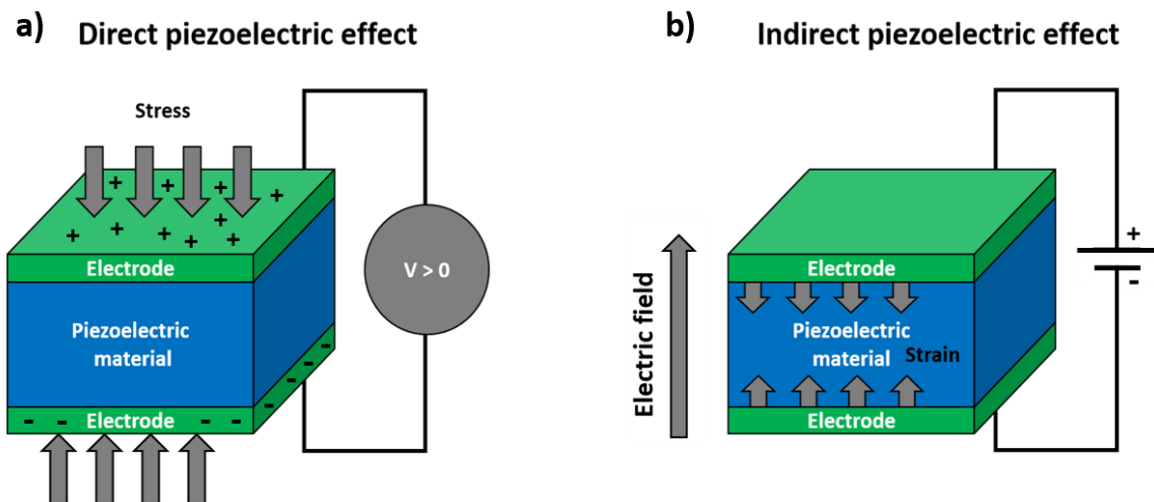 a) Direct piezoelectric effect
Stress
+ + + + + + + + + + +
Electrode
Piezoelectric
material
V > 0
- - - - -
Electrode
- - - - -
b) Indirect piezoelectric effect
Electric field
Electrode
Piezoelectric
material
Strain
Electrode
+
-